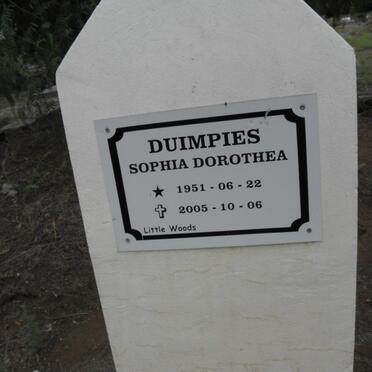 DUIMPIES
SOPHIA DOROTHEA
★ 1951 - 06 - 22
✞ 2005 - 10 - 06
Little Woods